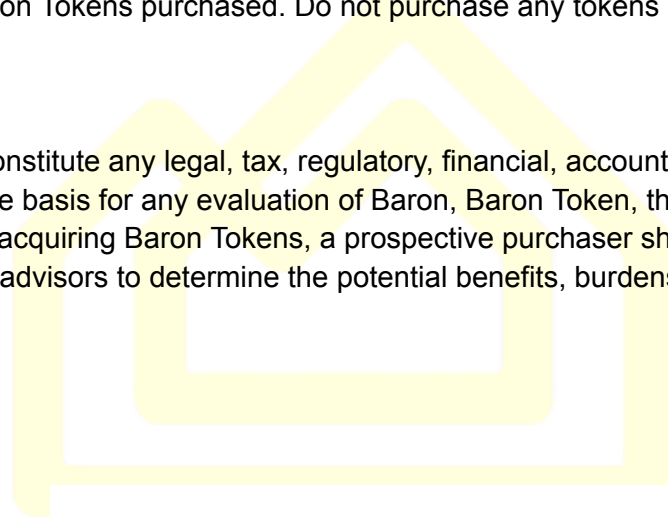 on Tokens purchased. Do not purchase any tokens
onstitute any legal, tax, regulatory, financial, account
e basis for any evaluation of Baron, Baron Token, th
acquiring Baron Tokens, a prospective purchaser sh
advisors to determine the potential benefits, burdens